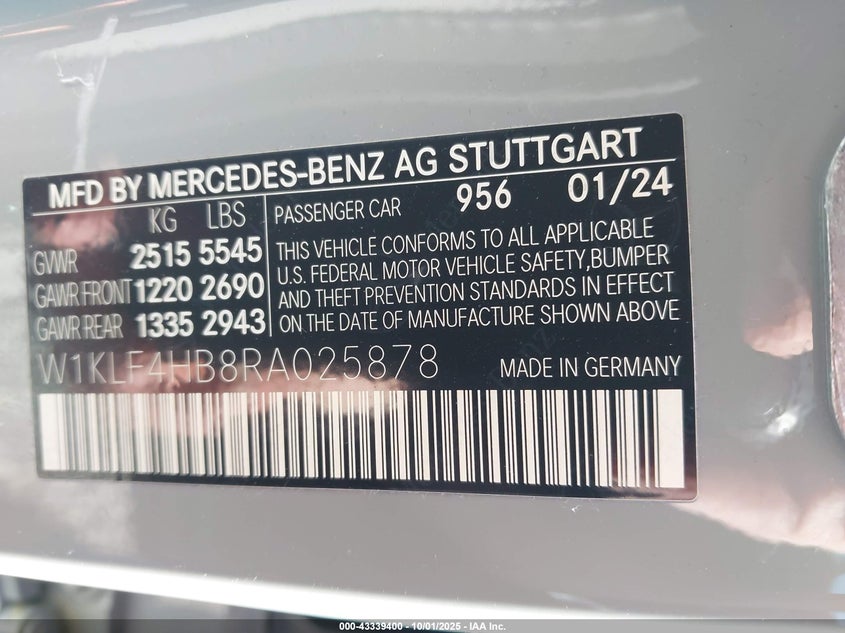 MFD BY MERCEDES-BENZ AG STUTTGART
KG LBS
GVWR 2515 5545
GAWR FRONT 1220 2690
GAWR REAR 1335 2943
PASSENGER CAR 956 01/24
THIS VEHICLE CONFORMS TO ALL APPLICABLE
U.S. FEDERAL MOTOR VEHICLE SAFETY,BUMPER
AND THEFT PREVENTION STANDARDS IN EFFECT
ON THE DATE OF MANUFACTURE SHOWN ABOVE
W1KLF4HB8RA025878
MADE IN GERMANY
000-43339400 - 10/01/2025 - IAA Inc.